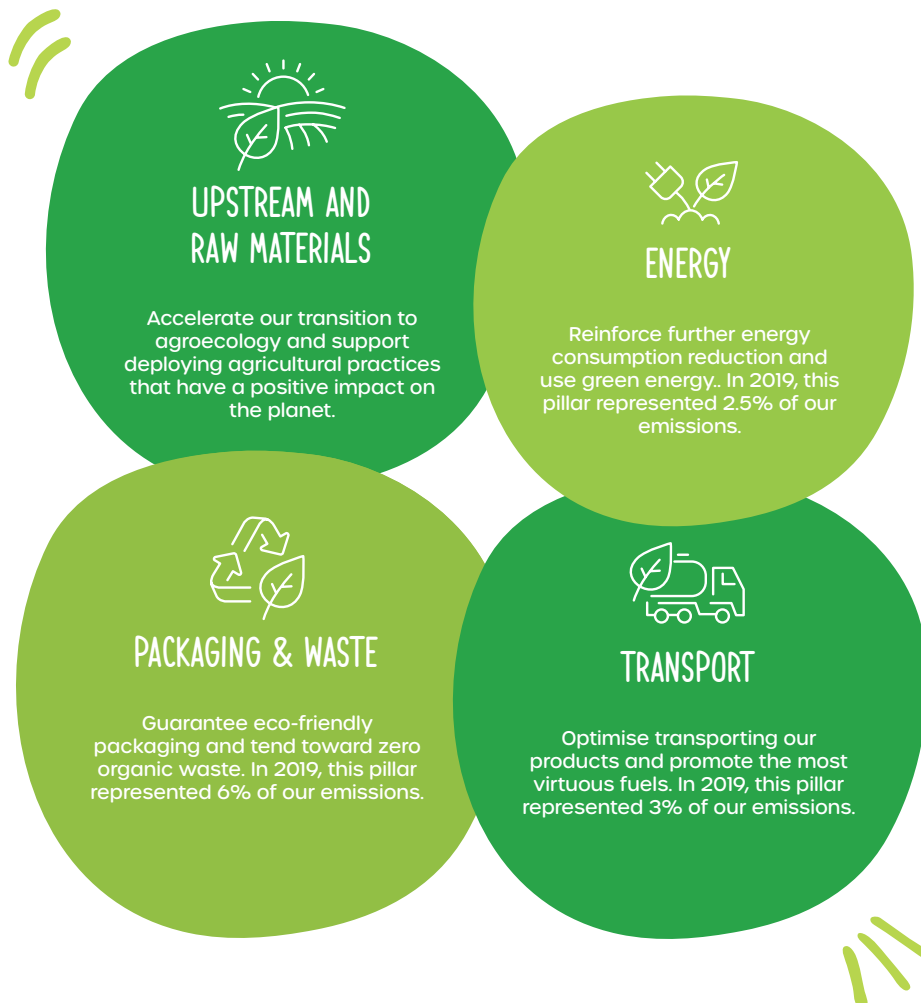 UPSTREAM AND
RAW MATERIALS
Accelerate our transition to
agroecology and support
deploying agricultural practices
that have a positive impact on
the planet.
ENERGY
Reinforce further energy
consumption reduction and
use green energy.. In 2019, this
pillar represented 2.5% of our
emissions.
PACKAGING & WASTE
Guarantee eco-friendly
packaging and tend toward zero
organic waste. In 2019, this pillar
represented 6% of our emissions.
TRANSPORT
Optimise transporting our
products and promote the most
virtuous fuels. In 2019, this pillar
represented 3% of our emissions.